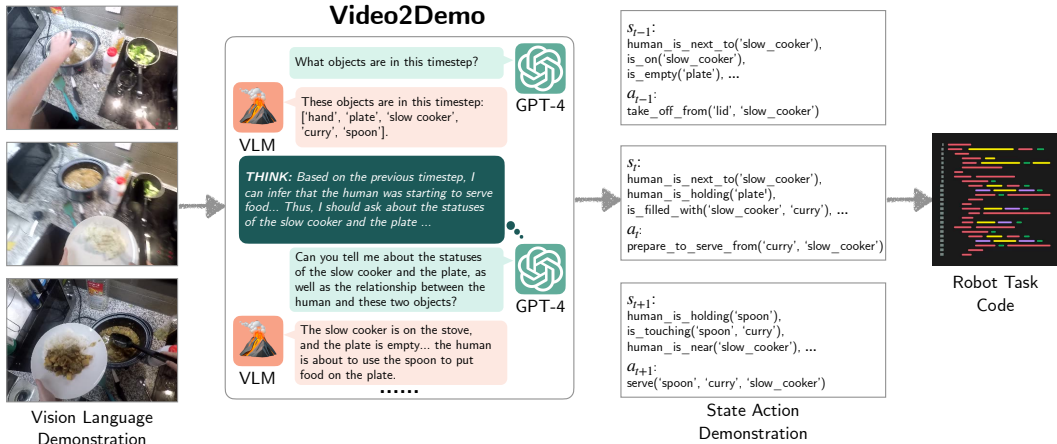 Video2Demo
What objects are in this timestep?
GPT-4
These objects are in this timestep:
['hand', 'plate', 'slow cooker',
'curry', 'spoon'].
VLM
THINK: Based on the previous timestep, I
can infer that the human was starting to serve
food... Thus, I should ask about the statuses
of the slow cooker and the plate ...
Can you tell me about the statuses
of the slow cooker and the plate, as
well as the relationship between the
human and these two objects?
GPT-4
The slow cooker is on the stove,
and the plate is empty... the human
is about to use the spoon to put
food on the plate.
VLM
......
Vision Language
Demonstration
s_{t-1}:
human_is_next_to('slow_cooker'),
is_on('slow_cooker'),
is_empty('plate'), ...
a_{t-1}:
take_off_from('lid', 'slow_cooker')
s_t:
human_is_next_to('slow_cooker'),
human_is_holding('plate'),
is_filled_with('slow_cooker', 'curry'), ...
a_t:
prepare_to_serve_from('curry', 'slow_cooker')
s_{t+1}:
human_is_holding('spoon'),
is_touching('spoon', 'curry'),
human_is_near('slow_cooker'), ...
a_{t+1}:
serve('spoon', 'curry', 'slow_cooker')
State Action
Demonstration
Robot Task
Code